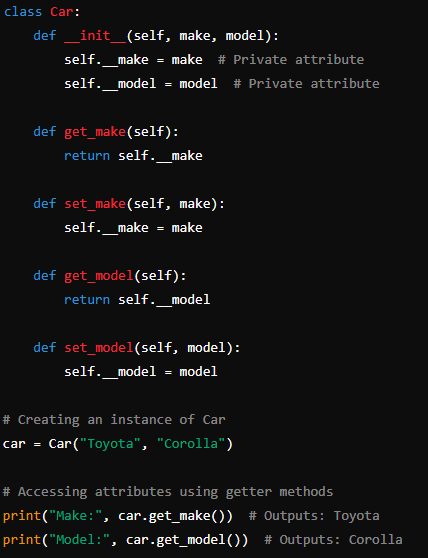 class Car:
    def __init__(self, make, model):
        self.__make = make  # Private attribute
        self.__model = model  # Private attribute

    def get_make(self):
        return self.__make

    def set_make(self, make):
        self.__make = make

    def get_model(self):
        return self.__model

    def set_model(self, model):
        self.__model = model

# Creating an instance of Car
car = Car("Toyota", "Corolla")

# Accessing attributes using getter methods
print("Make:", car.get_make())  # Outputs: Toyota
print("Model:", car.get_model())  # Outputs: Corolla